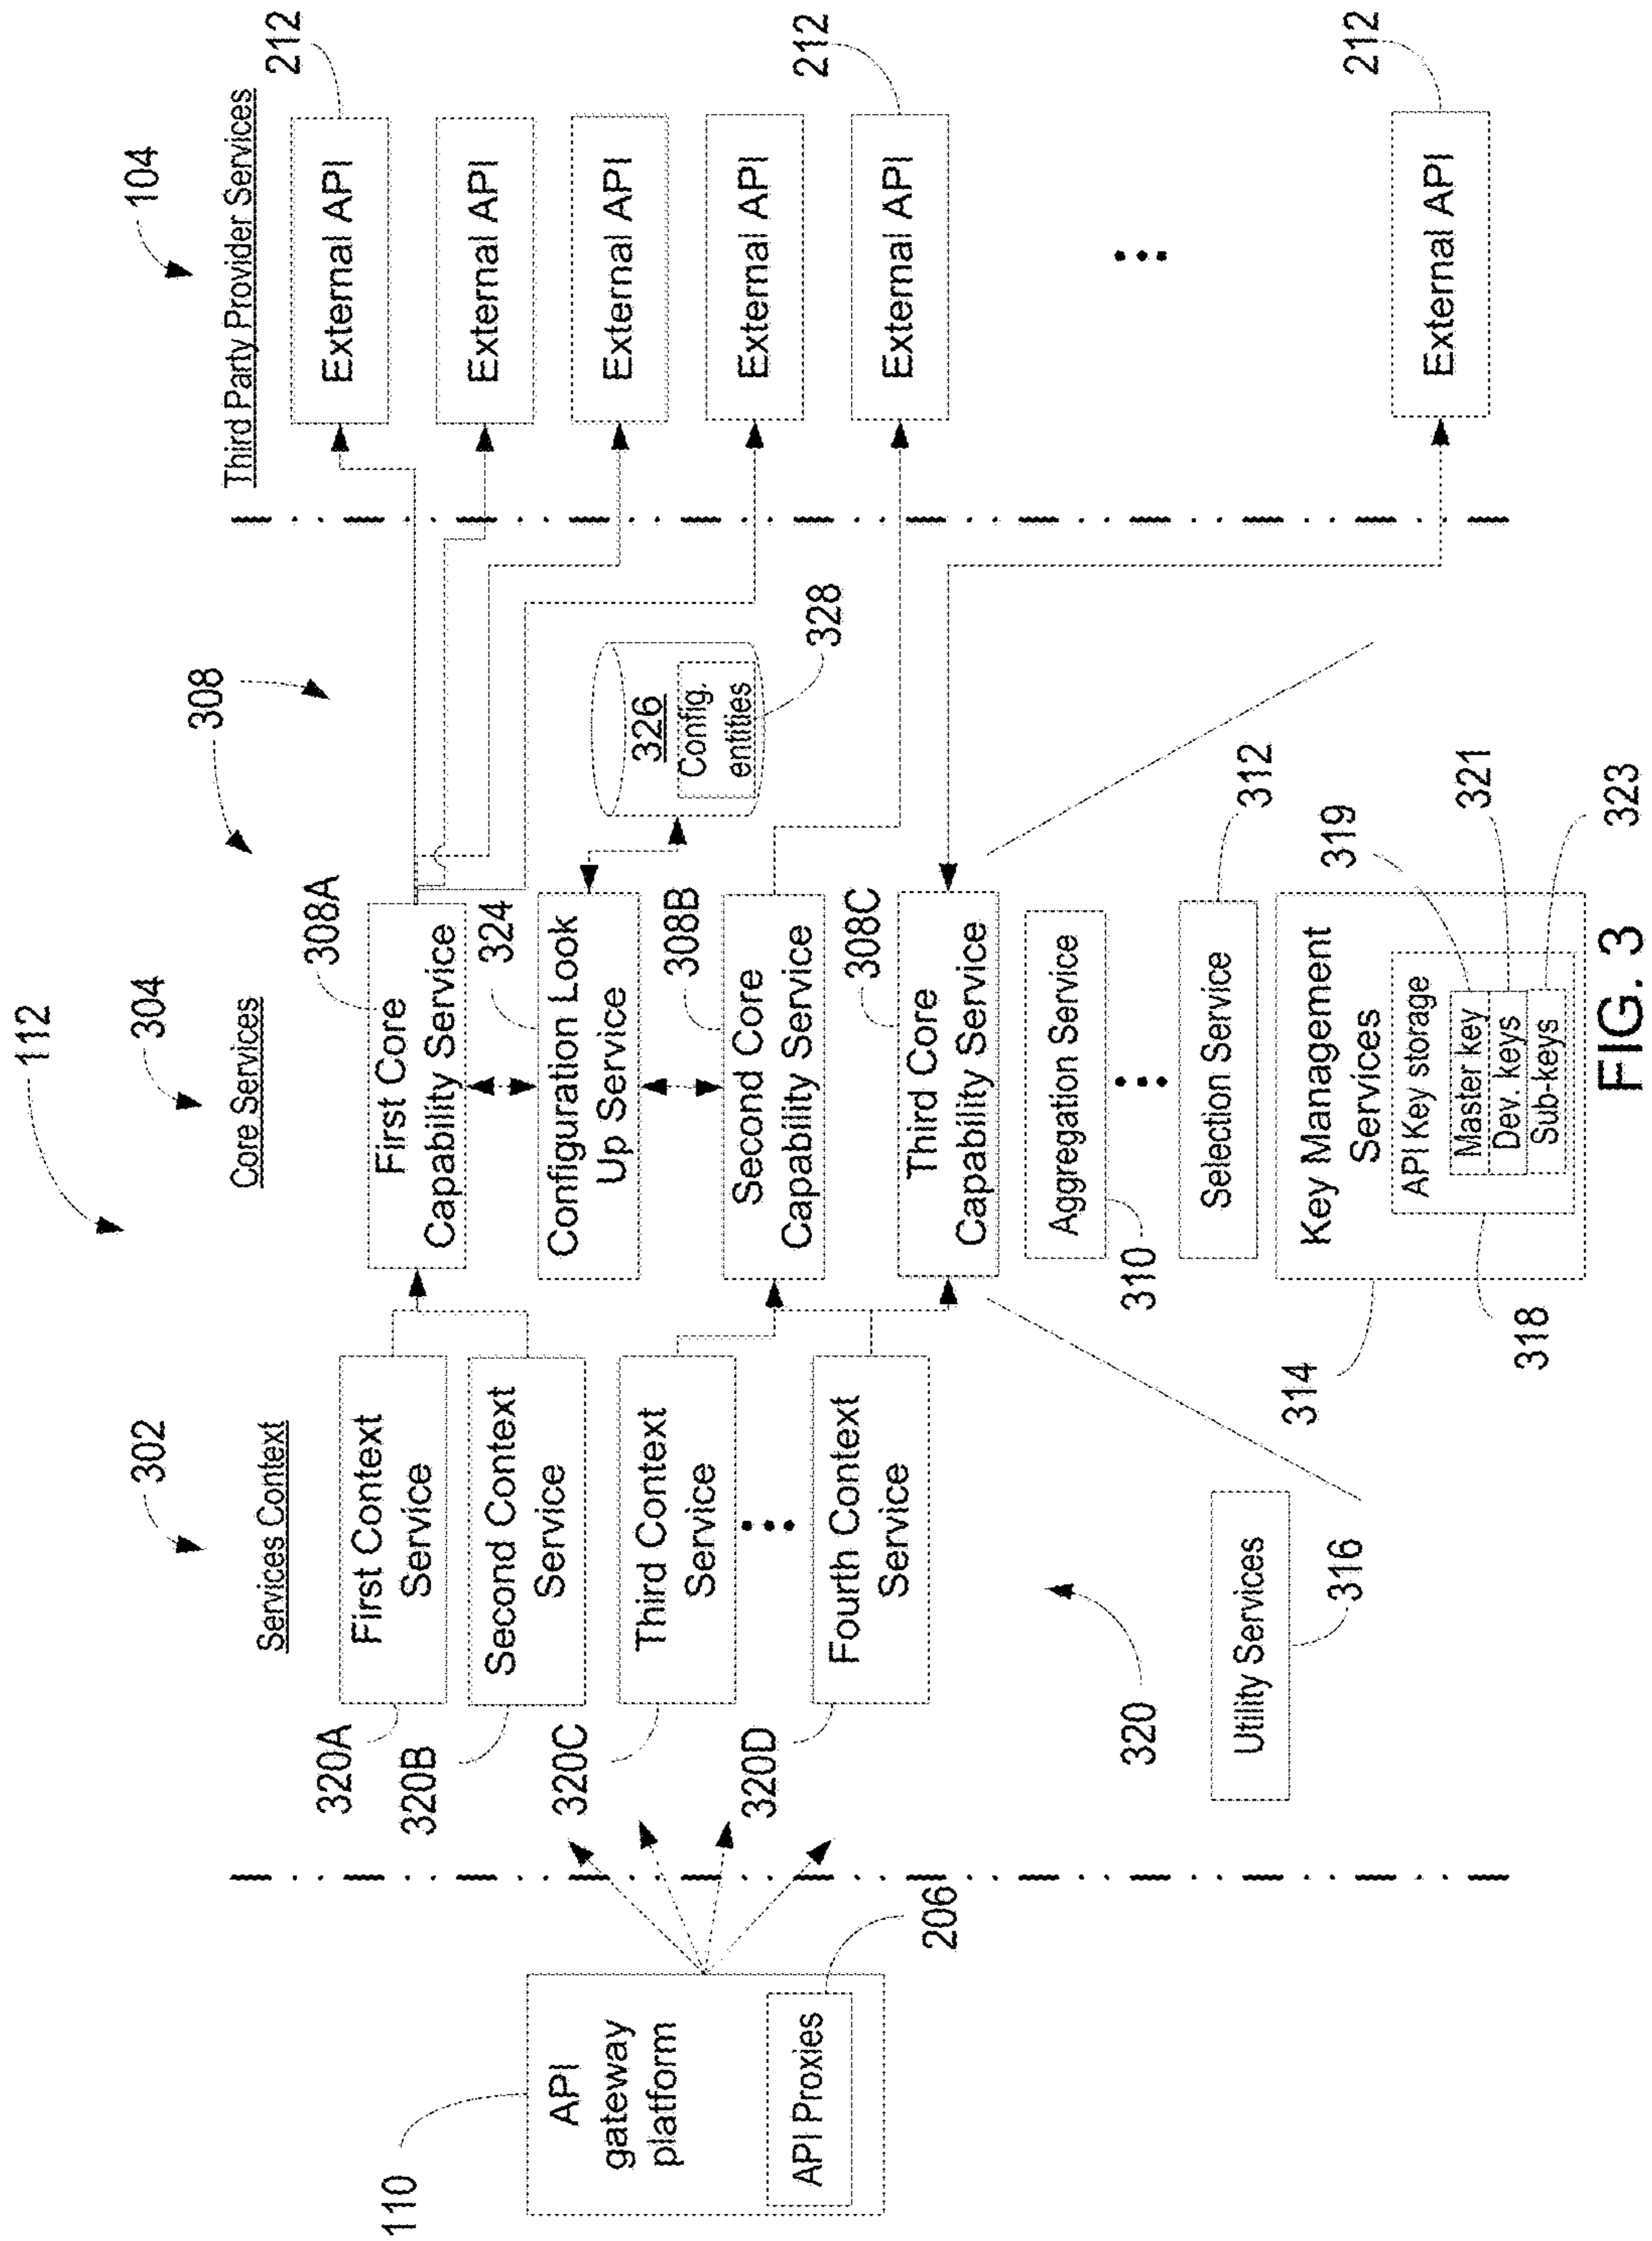 112
302
304
308
104
Services Context
Core Services
Third Party Provider Services
110
API
gateway
platform
API Proxies
206
320A
First Context
Service
320B
Second Context
Service
320C
Third Context
Service
320D
Fourth Context
Service
320
Utility Services
316
308A
First Core
Capability Service
324
Configuration Look
Up Service
308B
Second Core
Capability Service
308C
Third Core
Capability Service
326
Config.
entities
328
Aggregation Service
310
Selection Service
312
Key Management
Services
314
API Key storage
318
Master key
319
Dev. keys
321
Sub-keys
323
External API
212
External API
External API
External API
External API
212
External API
212
FIG. 3